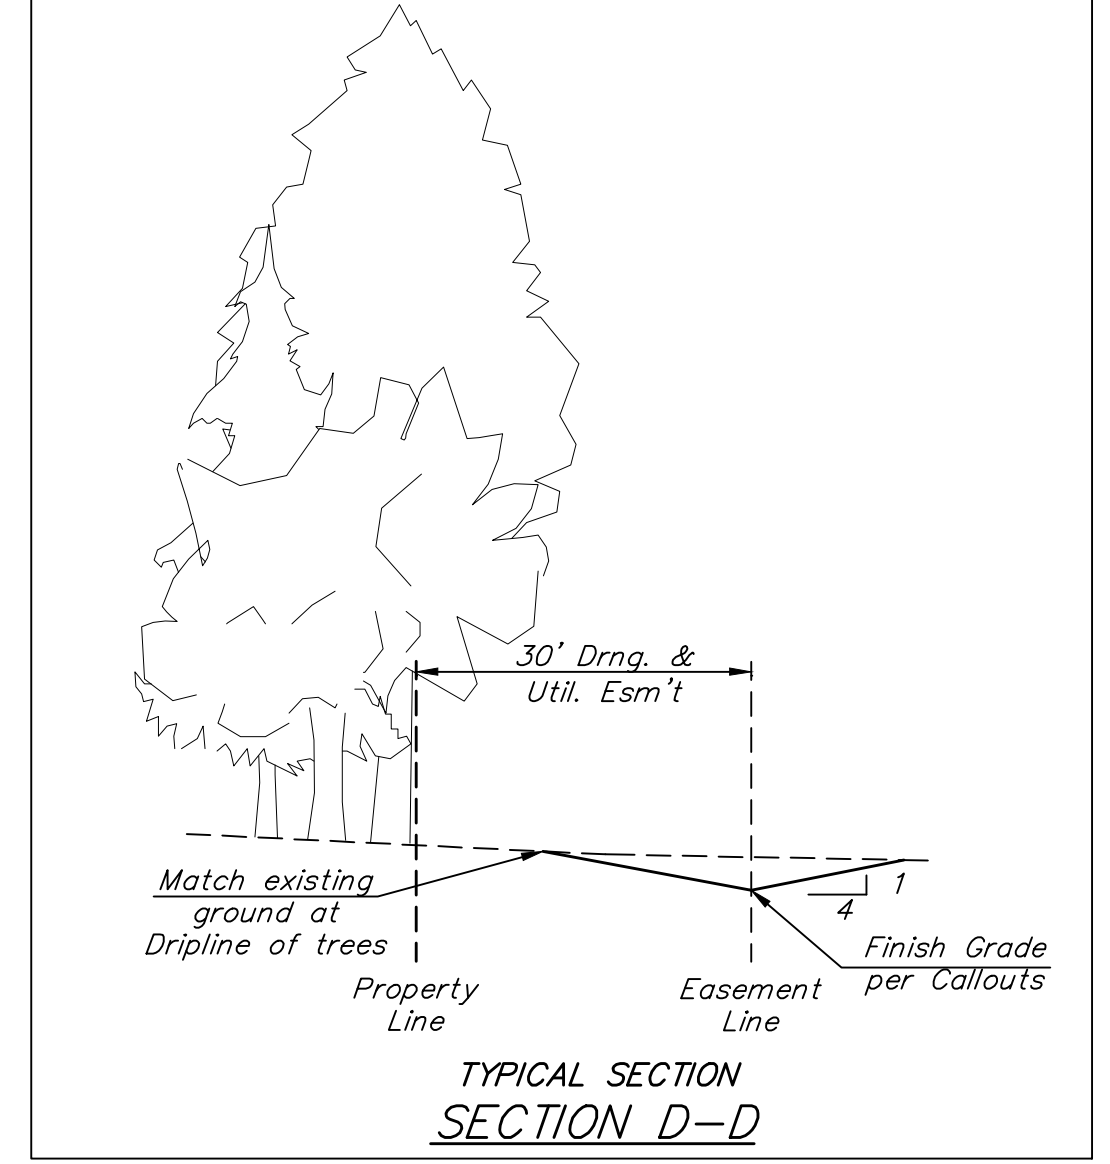 30' Drng. &
Util. Esm't
Match existing
ground at
Dripline of trees
1
4
Finish Grade
per Callouts
Property
Line
Easement
Line
TYPICAL SECTION
SECTION D-D